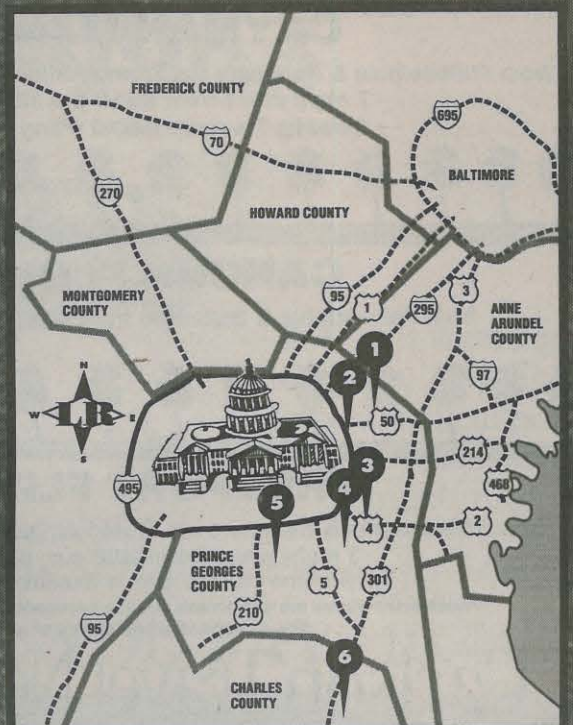 FREDERICK COUNTY
695
70
BALTIMORE
270
HOWARD COUNTY
MONTGOMERY
COUNTY
95
1
295
3
ANNE
ARUNDEL
COUNTY
1
2
97
N
W LJR E
S
50
3
214
495
4
468
5
4
2
PRINCE
GEORGES
COUNTY
5
301
210
95
6
CHARLES
COUNTY